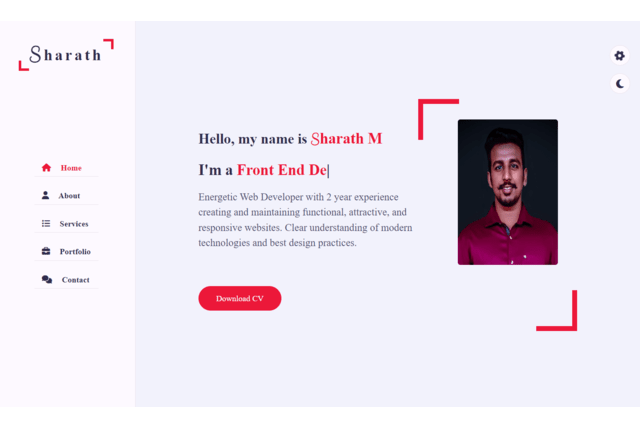 Sharath
Home
About
Services
Portfolio
Contact
Hello, my name is Sharath M
I'm a Front End De|
Energetic Web Developer with 2 year experience
creating and maintaining functional, attractive, and
responsive websites. Clear understanding of modern
technologies and best design practices.
Download CV